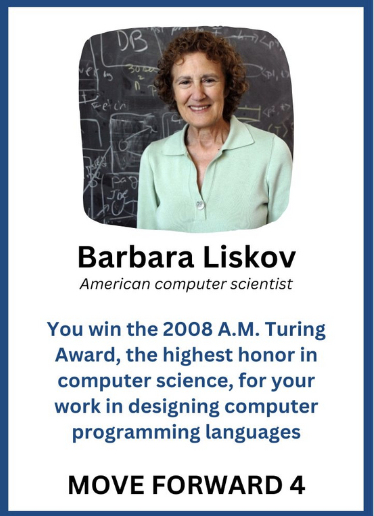 DB
Barbara Liskov
American computer scientist
You win the 2008 A.M. Turing
Award, the highest honor in
computer science, for your
work in designing computer
programming languages
MOVE FORWARD 4